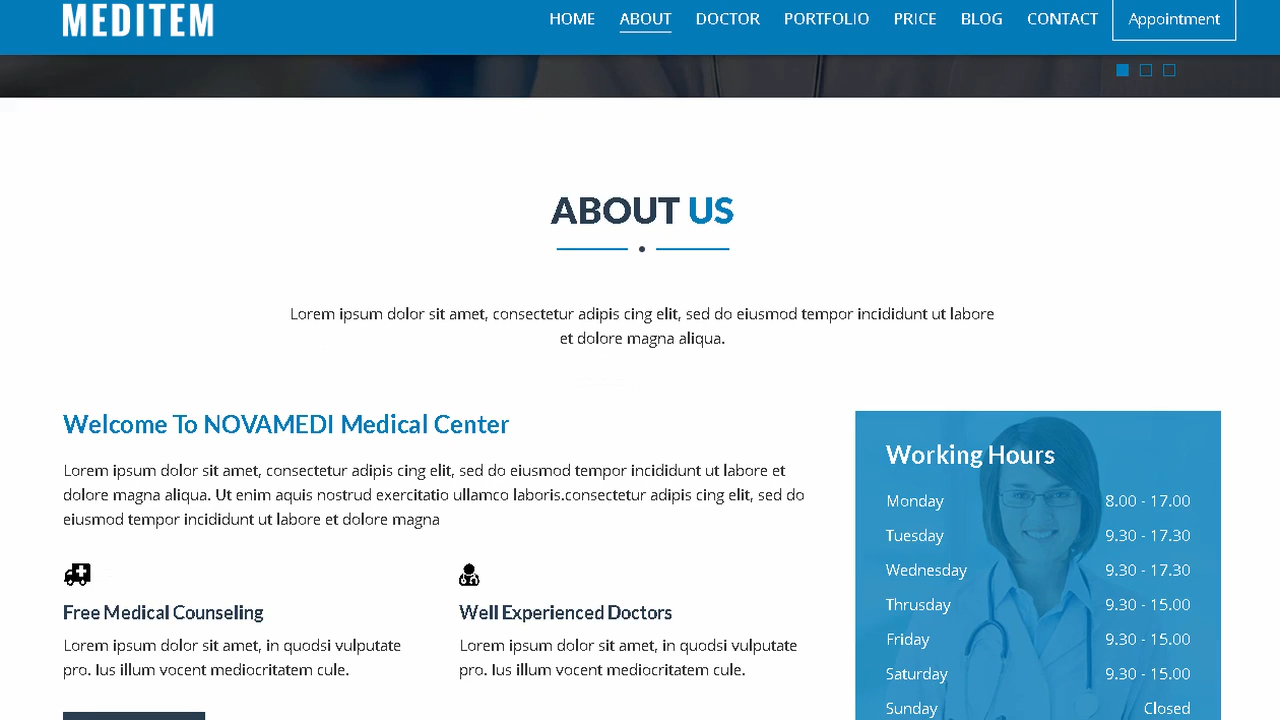 MEDITEM
HOME ABOUT DOCTOR PORTFOLIO PRICE BLOG CONTACT Appointment
ABOUT US
Lorem ipsum dolor sit amet, consectetur adipis cing elit, sed do eiusmod tempor incididunt ut labore
et dolore magna aliqua.
Welcome To NOVAMEDI Medical Center
Lorem ipsum dolor sit amet, consectetur adipis cing elit, sed do eiusmod tempor incididunt ut labore et
dolore magna aliqua. Ut enim aquis nostrud exercitatio ullamco laboris.consectetur adipis cing elit, sed do
eiusmod tempor incididunt ut labore et dolore magna
Free Medical Counseling
Lorem ipsum dolor sit amet, in quodsi vulputate
pro. Ius illum vocent mediocritatem cule.
Well Experienced Doctors
Lorem ipsum dolor sit amet, in quodsi vulputate
pro. Ius illum vocent mediocritatem cule.
Working Hours
Monday 8.00 - 17.00
Tuesday 9.30 - 17.30
Wednesday 9.30 - 17.30
Thrusday 9.30 - 15.00
Friday 9.30 - 15.00
Saturday 9.30 - 15.00
Sunday Closed